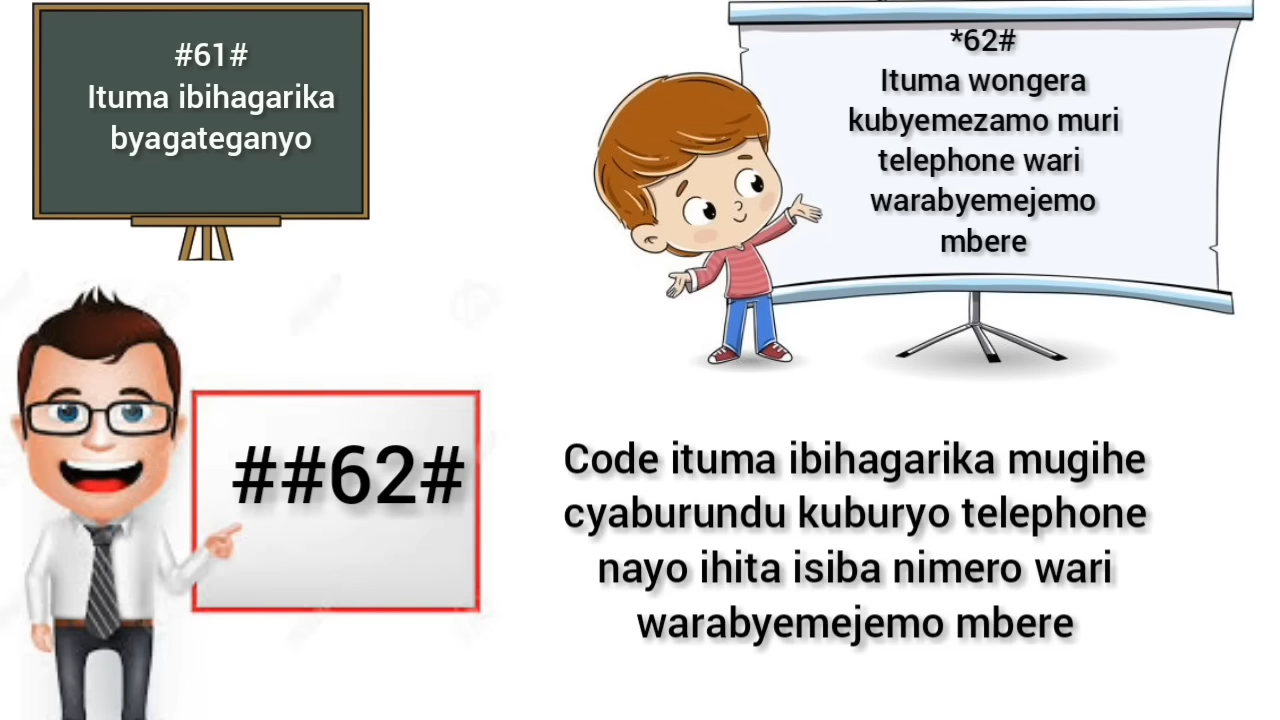 #61#
Ituma ibihagarika
byagateganyo
*62#
Ituma wongera
kubyemezamo muri
telephone wari
warabyemejemo
mbere
##62#
Code ituma ibihagarika mugihe
cyaburundu kuburyo telephone
nayo ihita isiba nimero wari
warabyemejemo mbere